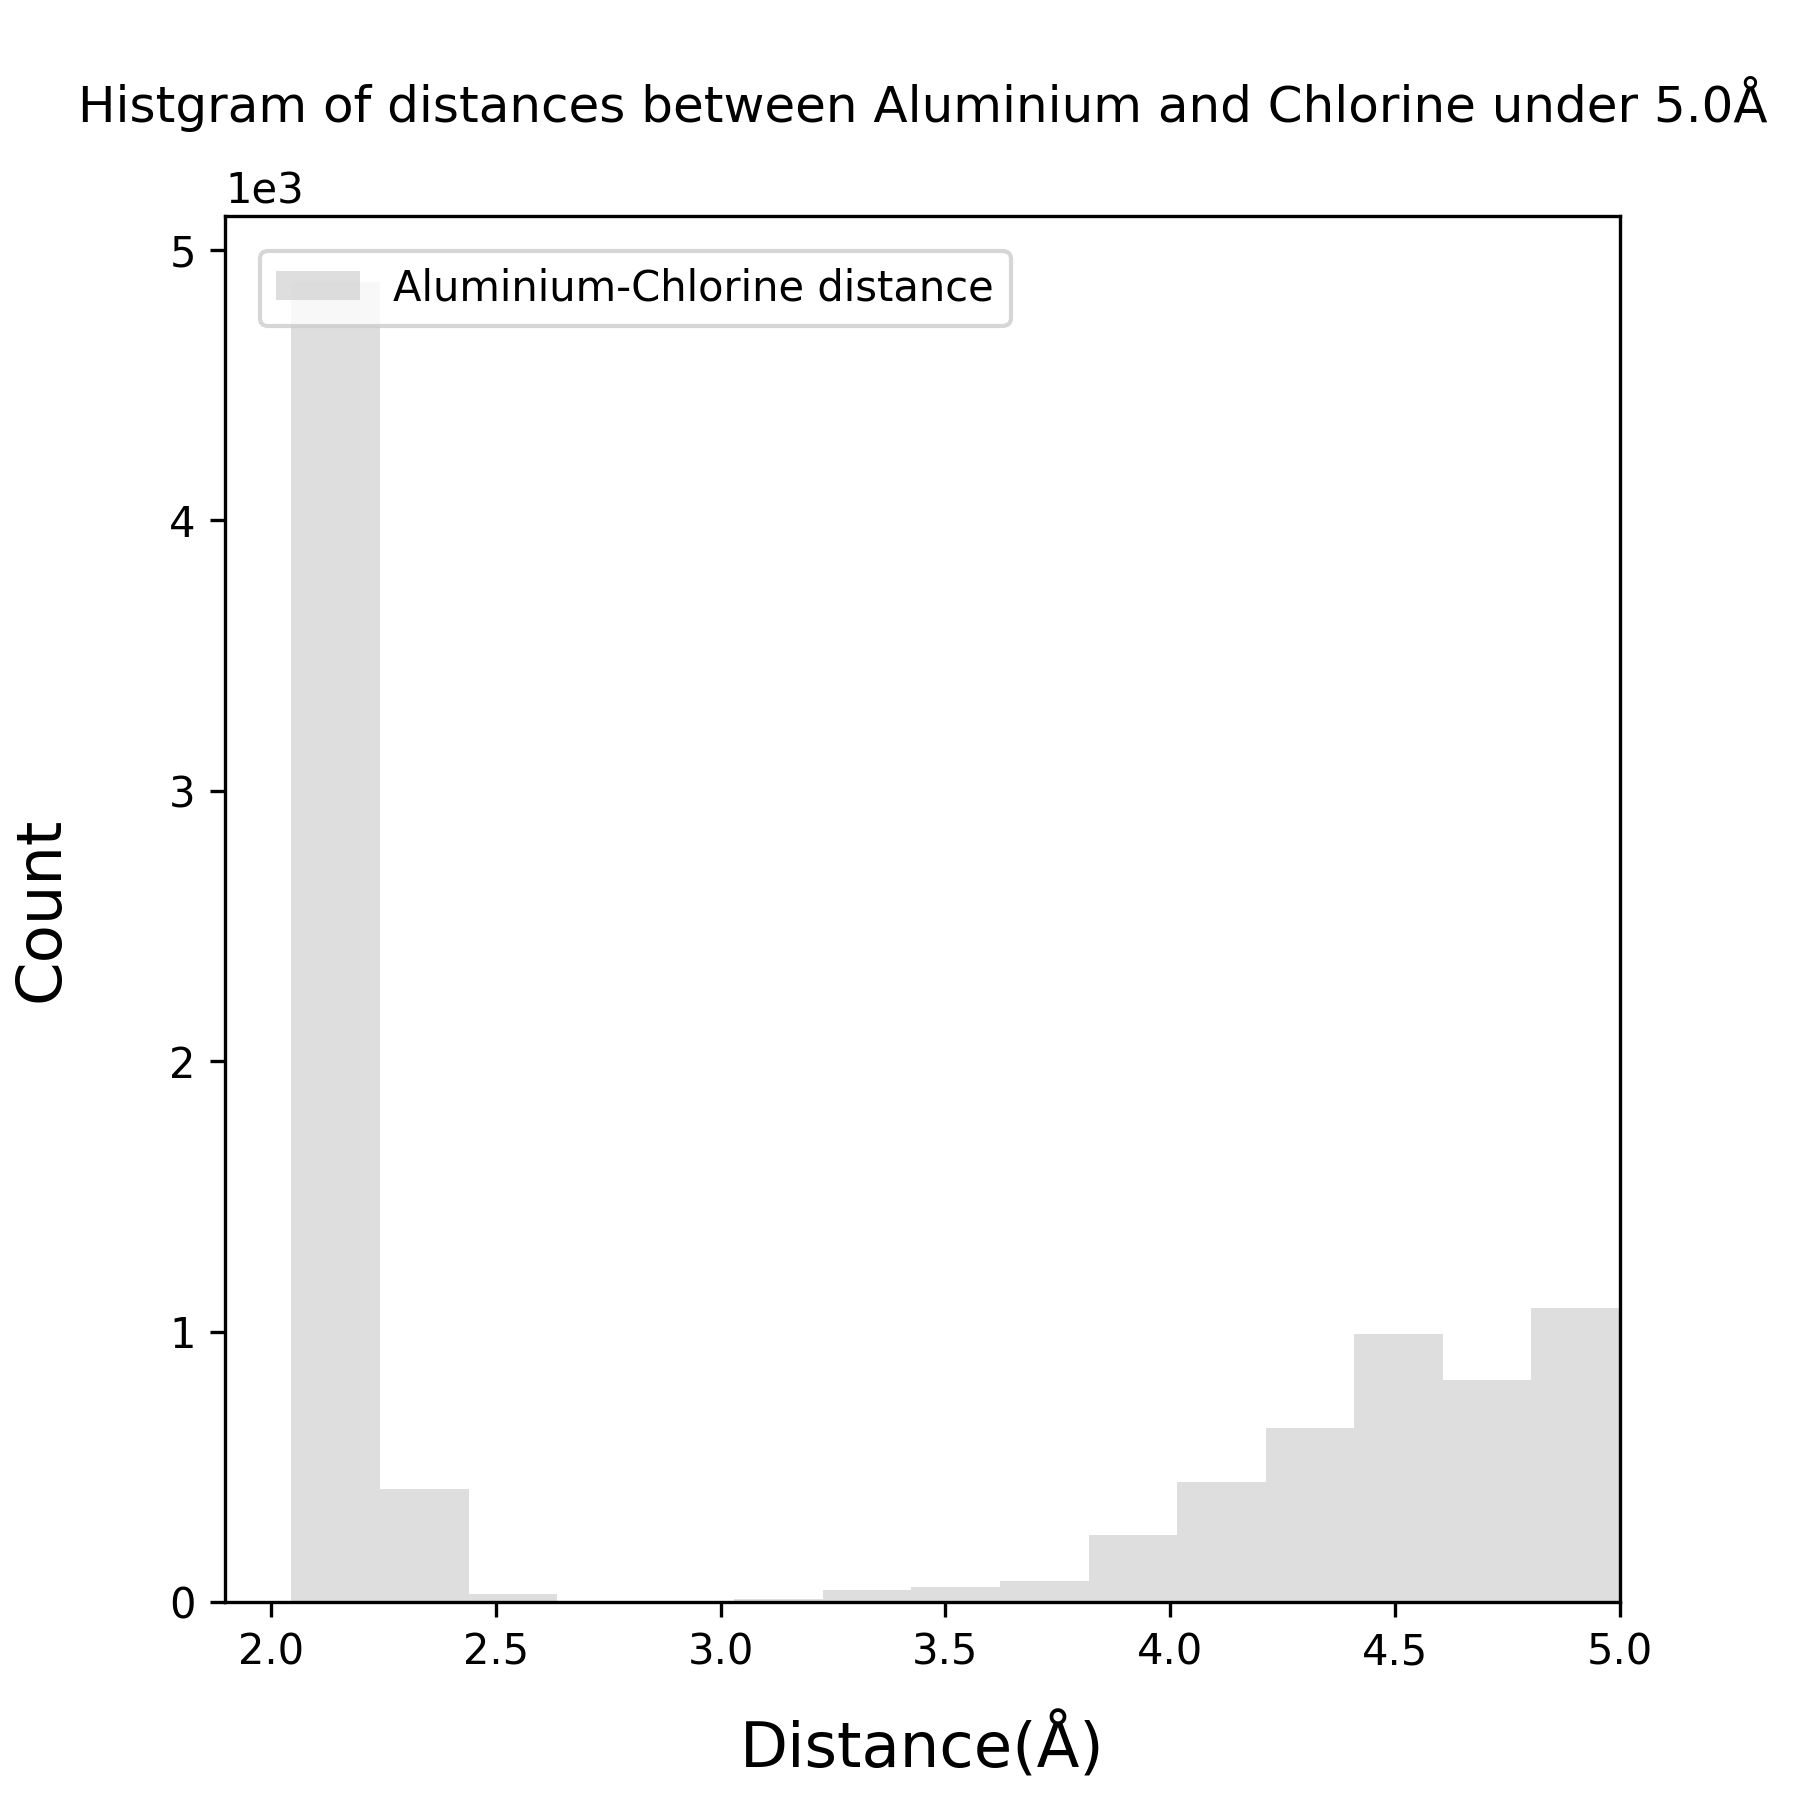 Histgram of distances between Aluminium and Chlorine under 5.0Å
1e3
Aluminium-Chlorine distance
5
4
3
2
1
0
Count
2.0 2.5 3.0 3.5 4.0 4.5 5.0
Distance(Å)